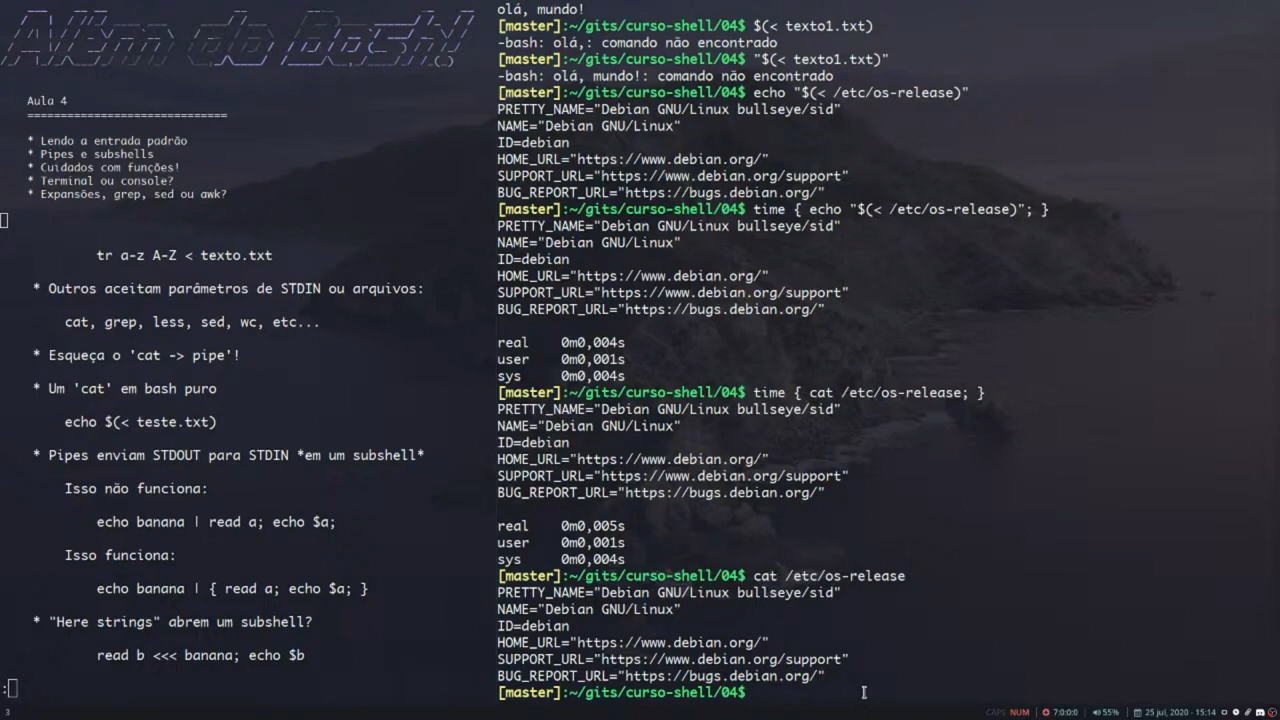 Além do Bash!
Aula 4
==============================
* Lendo a entrada padrão
* Pipes e subshells
* Cuidados com funções!
* Terminal ou console?
* Expansões, grep, sed ou awk?
tr a-z A-Z < texto.txt
* Outros aceitam parâmetros de STDIN ou arquivos:
cat, grep, less, sed, wc, etc...
* Esqueça o 'cat -> pipe'!
* Um 'cat' em bash puro
echo $(< teste.txt)
* Pipes enviam STDOUT para STDIN *em um subshell*
Isso não funciona:
echo banana | read a; echo $a;
Isso funciona:
echo banana | { read a; echo $a; }
* "Here strings" abrem um subshell?
read b <<< banana; echo $b
:
olá, mundo!
[master]:~/gits/curso-shell/04$ $(< texto1.txt)
-bash: olá,: comando não encontrado
[master]:~/gits/curso-shell/04$ "$(< texto1.txt)"
-bash: olá, mundo!: comando não encontrado
[master]:~/gits/curso-shell/04$ echo "$(< /etc/os-release)"
PRETTY_NAME="Debian GNU/Linux bullseye/sid"
NAME="Debian GNU/Linux"
ID=debian
HOME_URL="https://www.debian.org/"
SUPPORT_URL="https://www.debian.org/support"
BUG_REPORT_URL="https://bugs.debian.org/"
[master]:~/gits/curso-shell/04$ time { echo "$(< /etc/os-release)"; }
PRETTY_NAME="Debian GNU/Linux bullseye/sid"
NAME="Debian GNU/Linux"
ID=debian
HOME_URL="https://www.debian.org/"
SUPPORT_URL="https://www.debian.org/support"
BUG_REPORT_URL="https://bugs.debian.org/"
real 0m0,004s
user 0m0,001s
sys 0m0,004s
[master]:~/gits/curso-shell/04$ time { cat /etc/os-release; }
PRETTY_NAME="Debian GNU/Linux bullseye/sid"
NAME="Debian GNU/Linux"
ID=debian
HOME_URL="https://www.debian.org/"
SUPPORT_URL="https://www.debian.org/support"
BUG_REPORT_URL="https://bugs.debian.org/"
real 0m0,005s
user 0m0,001s
sys 0m0,004s
[master]:~/gits/curso-shell/04$ cat /etc/os-release
PRETTY_NAME="Debian GNU/Linux bullseye/sid"
NAME="Debian GNU/Linux"
ID=debian
HOME_URL="https://www.debian.org/"
SUPPORT_URL="https://www.debian.org/support"
BUG_REPORT_URL="https://bugs.debian.org/"
[master]:~/gits/curso-shell/04$
3
CAPS NUM 7:0:0:0 55% 25 jul, 2020 - 15:14